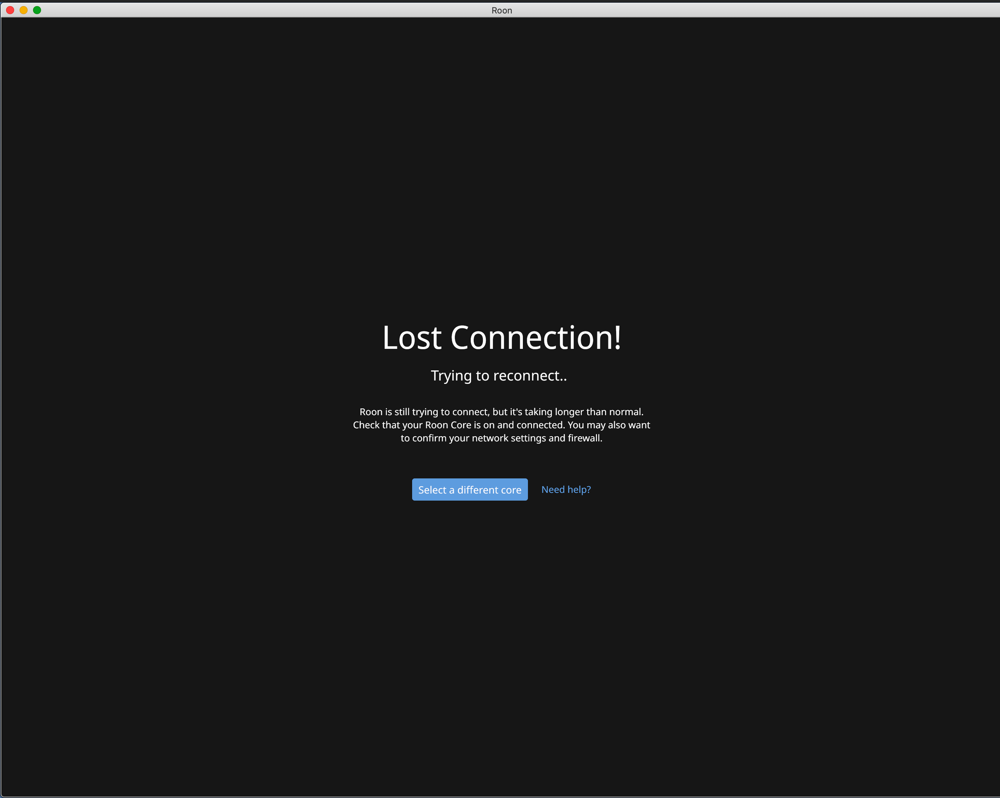 Roon
Lost Connection!
Trying to reconnect..
Roon is still trying to connect, but it's taking longer than normal.
Check that your Roon Core is on and connected. You may also want
to confirm your network settings and firewall.
Select a different core
Need help?